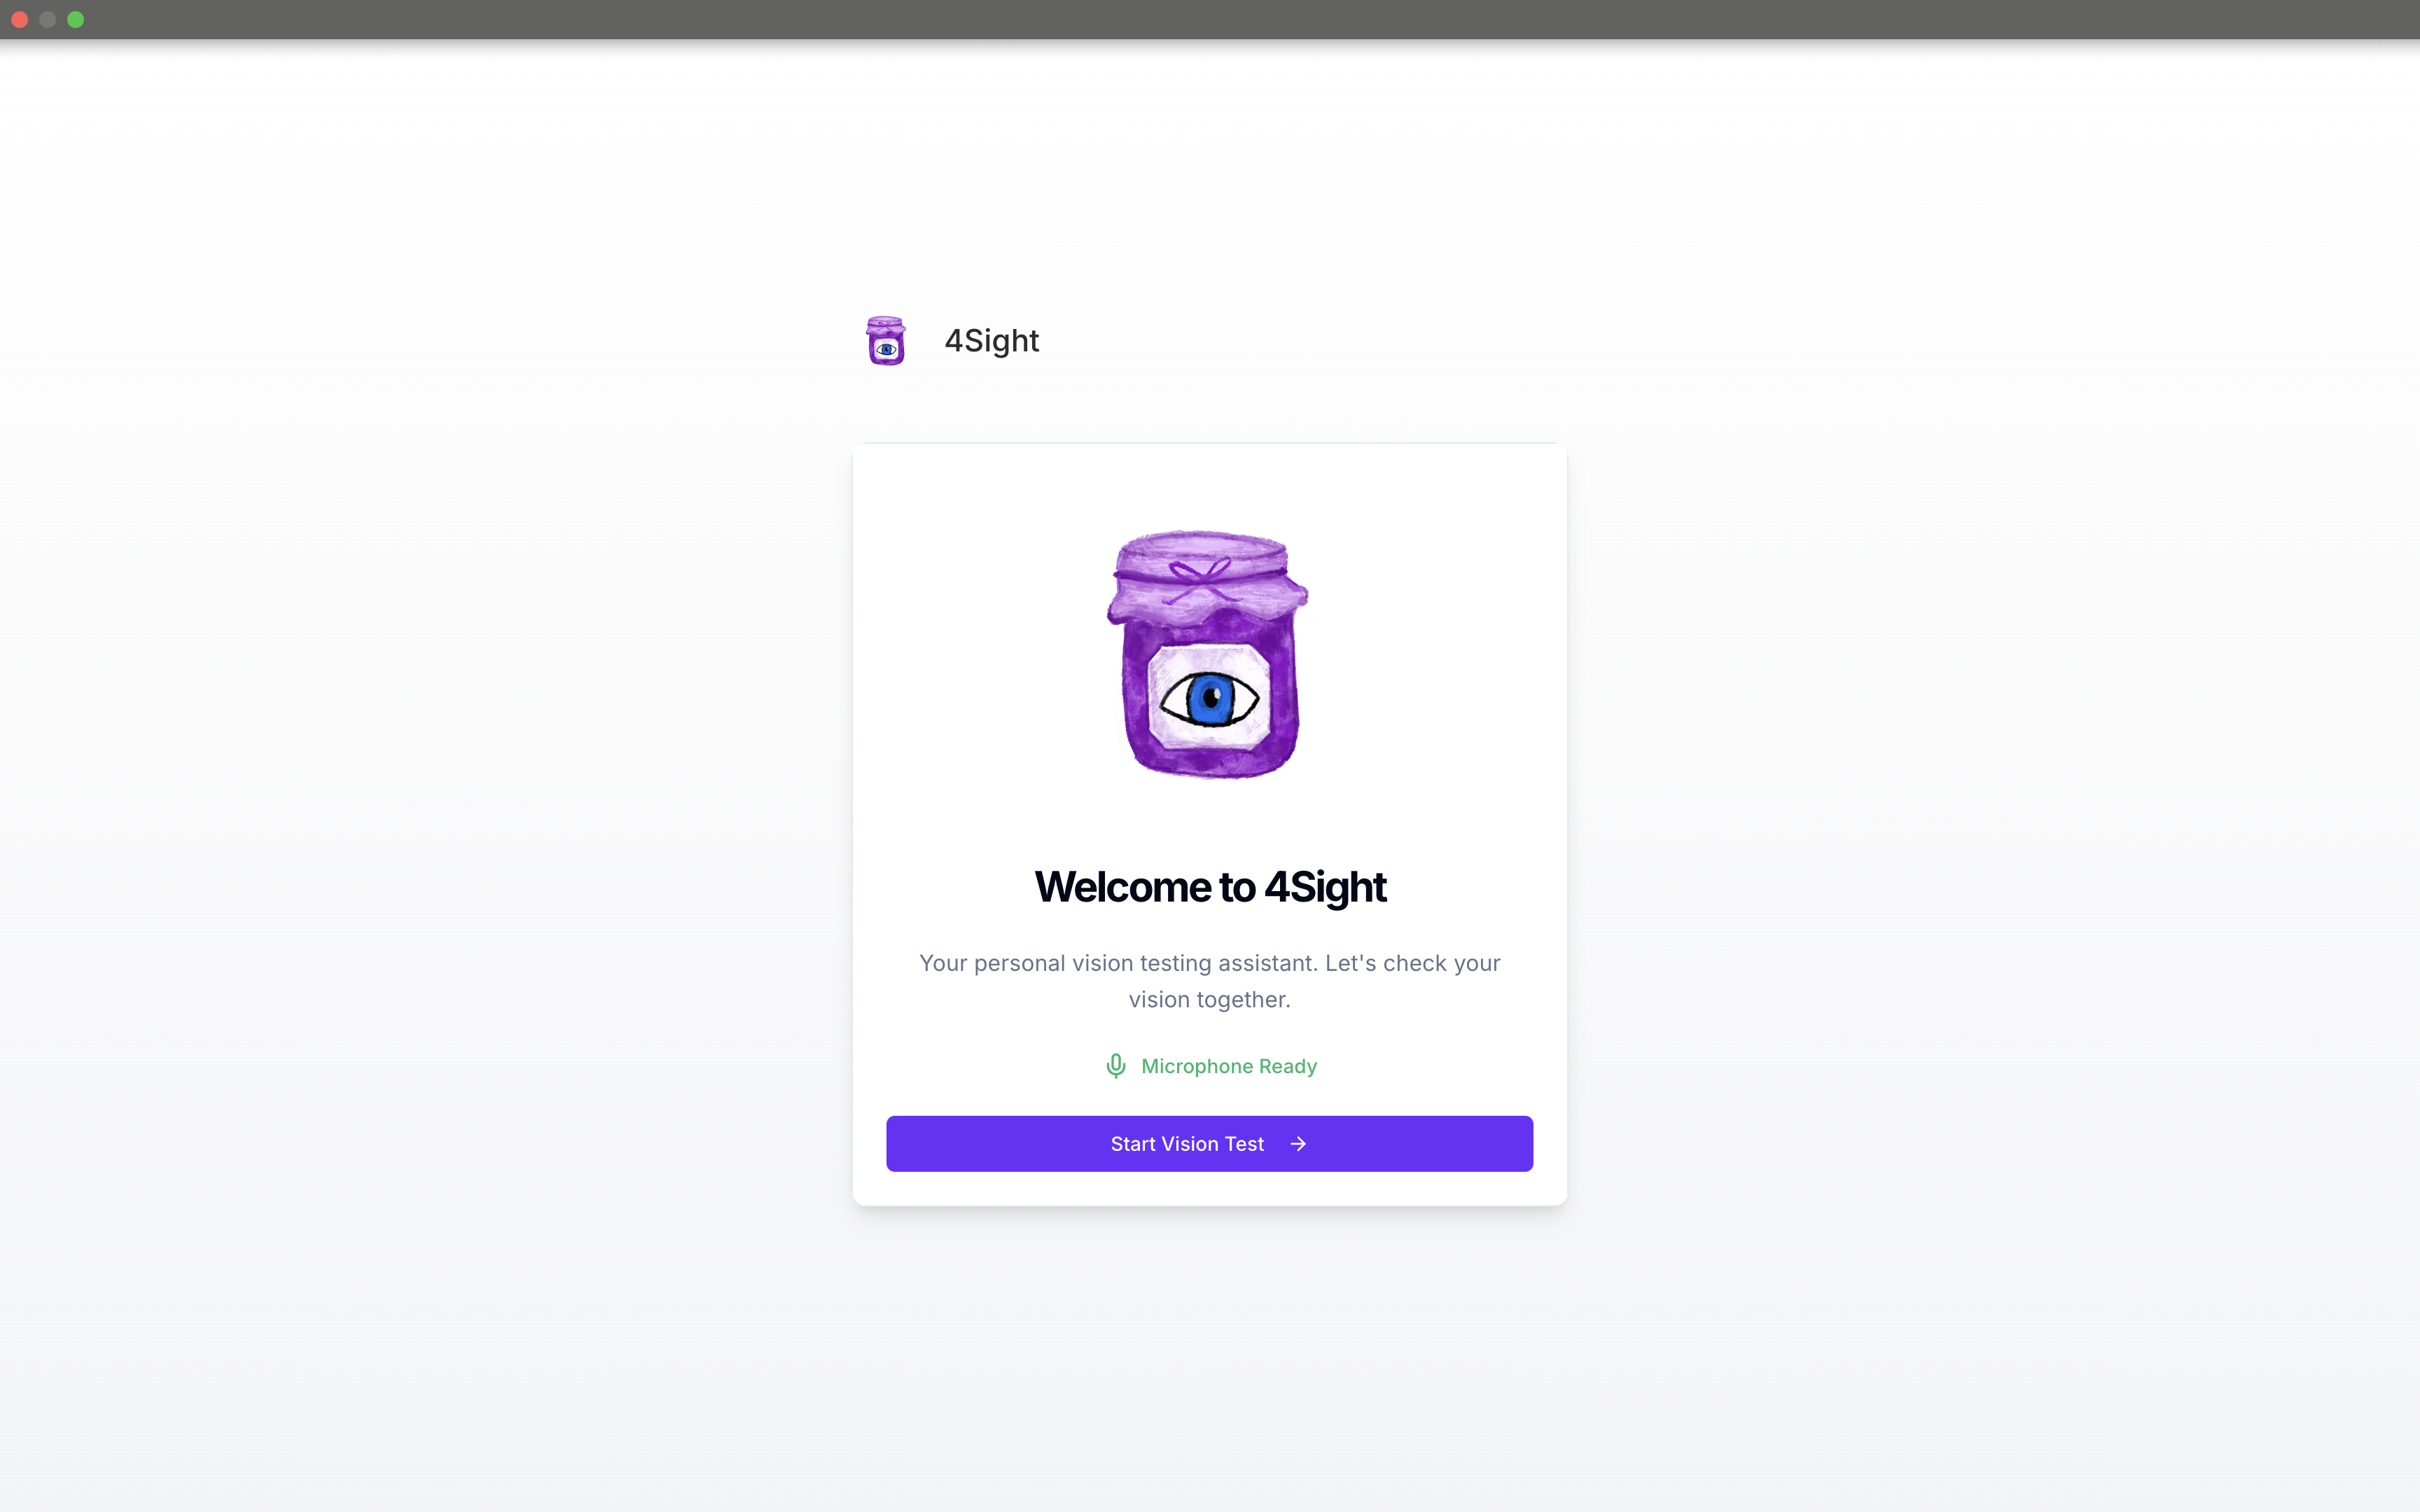 4Sight
Welcome to 4Sight
Your personal vision testing assistant. Let's check your
vision together.
Microphone Ready
Start Vision Test